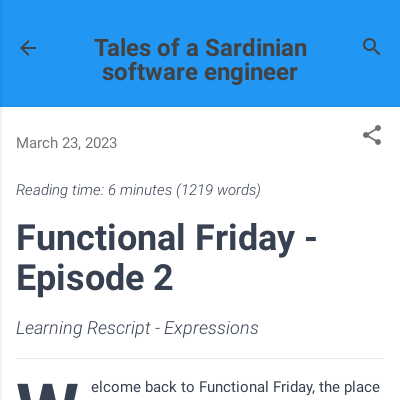 Tales of a Sardinian
software engineer
March 23, 2023
Reading time: 6 minutes (1219 words)
Functional Friday -
Episode 2
Learning Rescript - Expressions
Welcome back to Functional Friday, the place